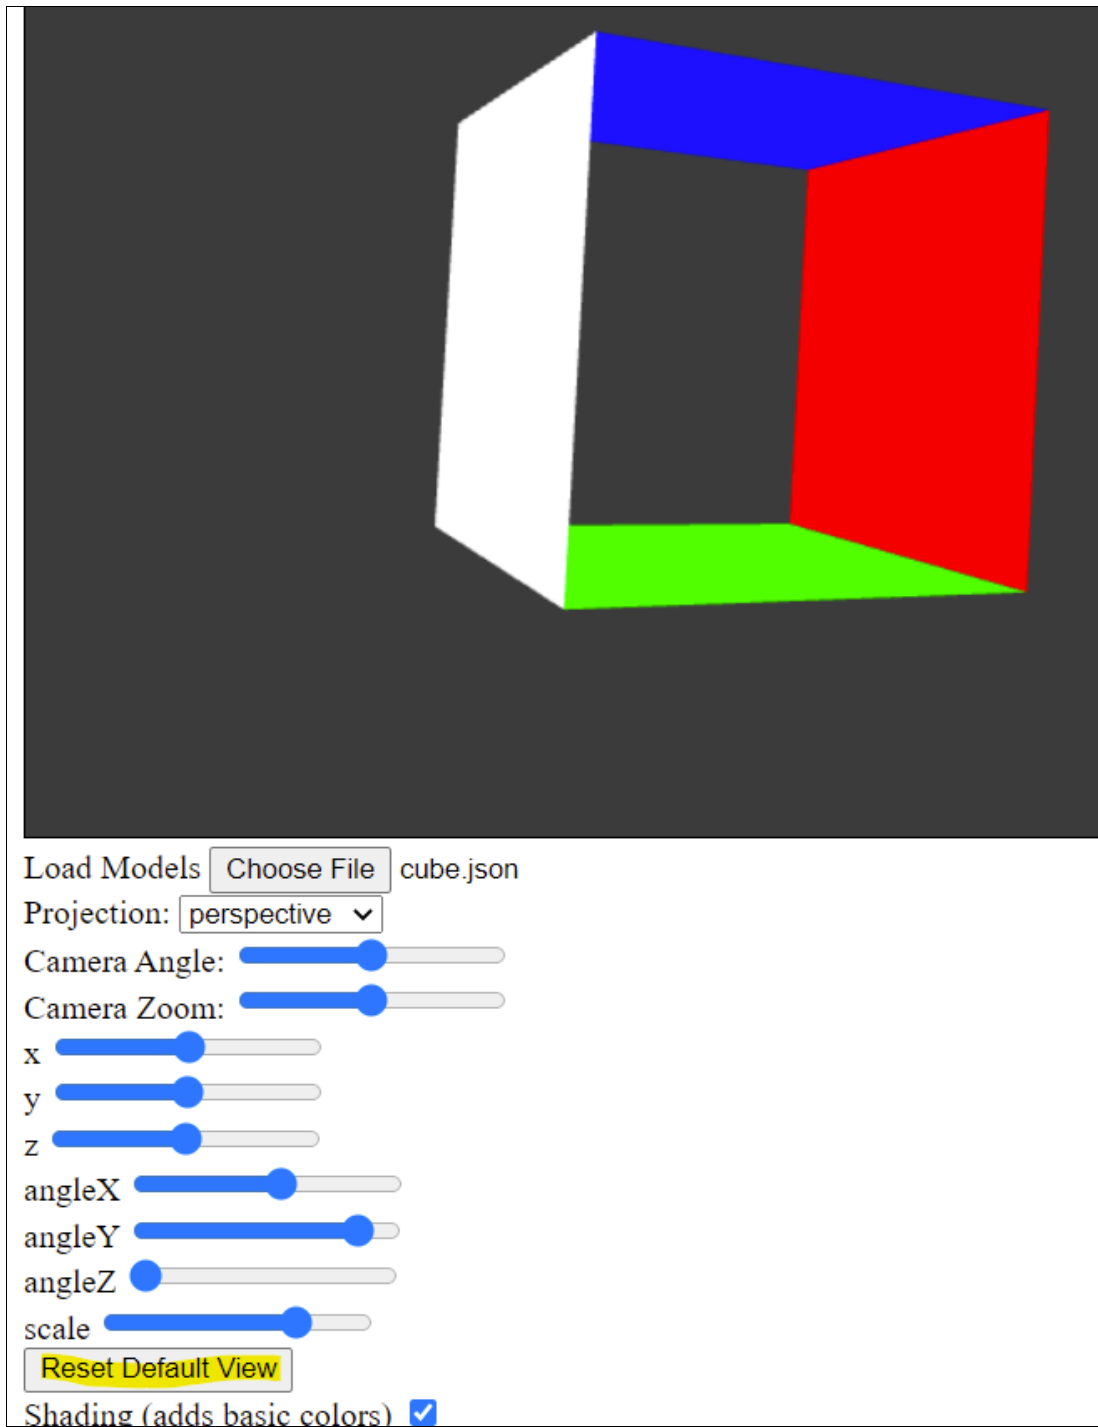 Load Models Choose File cube.json
Projection: perspective
Camera Angle:
Camera Zoom:
x
y
z
angleX
angleY
angleZ
scale
Reset Default View
Shading (adds basic colors)